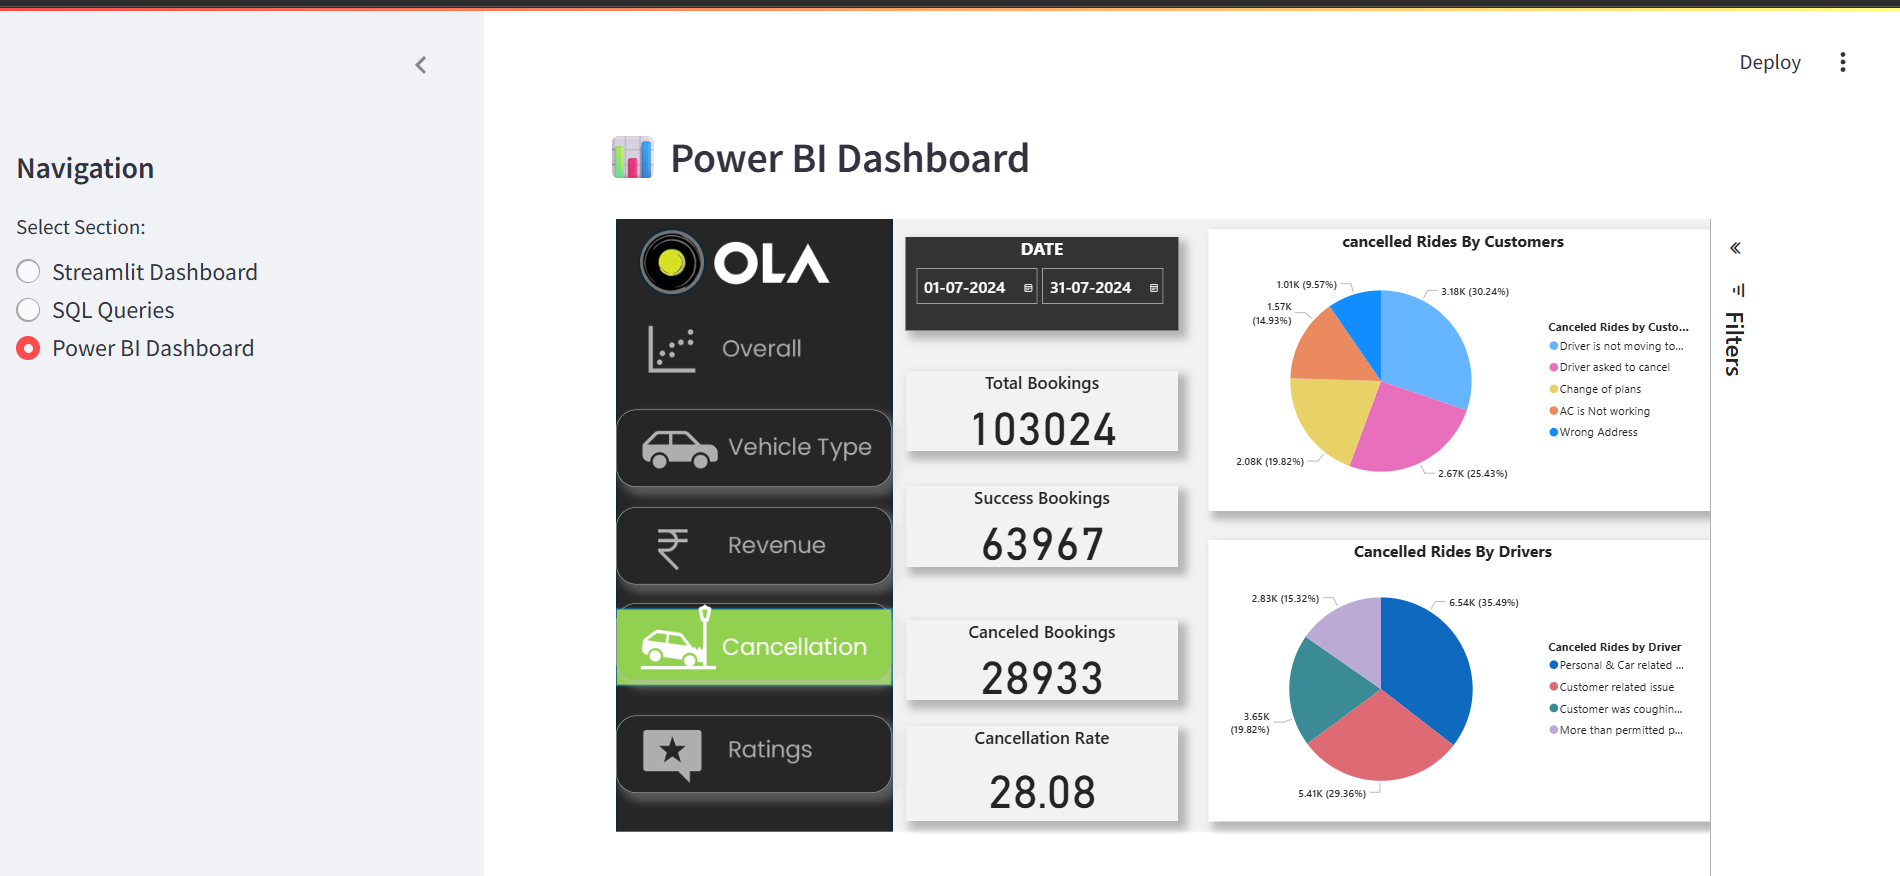 Deploy
Navigation
Select Section:
Streamlit Dashboard
SQL Queries
Power BI Dashboard
Power BI Dashboard
OLA
Overall
Vehicle Type
Revenue
Cancellation
Ratings
DATE
01-07-2024
31-07-2024
Total Bookings
103024
Success Bookings
63967
Canceled Bookings
28933
Cancellation Rate
28.08
cancelled Rides By Customers
1.01K (9.57%)
3.18K (30.24%)
1.57K
(14.93%)
2.08K (19.82%)
2.67K (25.43%)
Canceled Rides by Custo...
Driver is not moving to...
Driver asked to cancel
Change of plans
AC is Not working
Wrong Address
Cancelled Rides By Drivers
2.83K (15.32%)
6.54K (35.49%)
3.65K
(19.82%)
5.41K (29.36%)
Canceled Rides by Driver
Personal & Car related ...
Customer related issue
Customer was coughin...
More than permitted p...
Filters